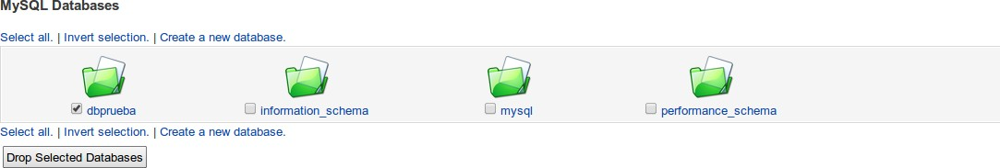 MySQL Databases
Select all. | Invert selection. | Create a new database.
dbprueba information_schema mysql performance_schema
Select all. | Invert selection. | Create a new database.
Drop Selected Databases